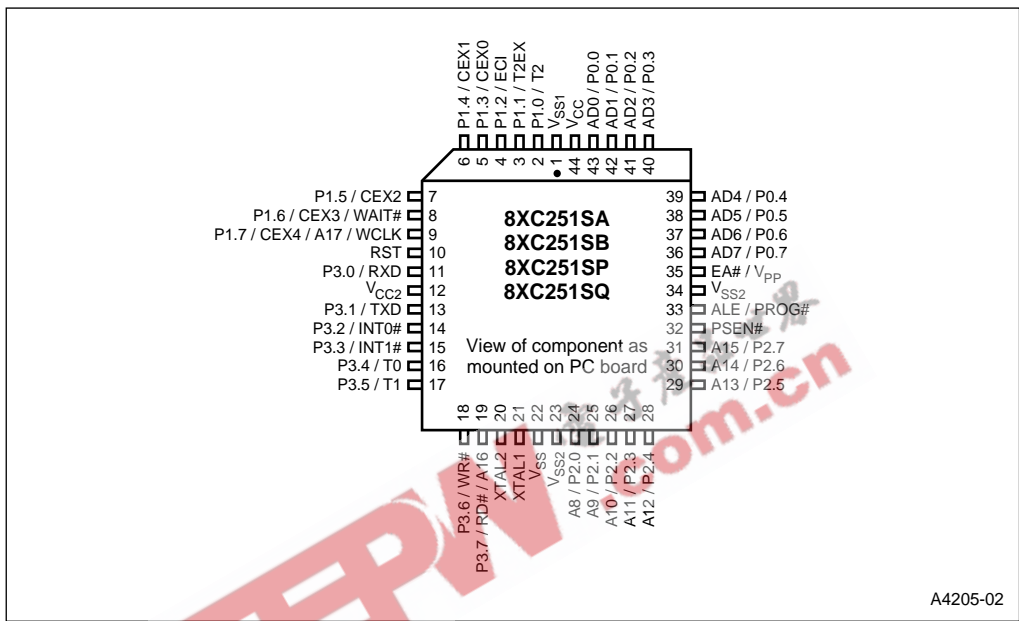 P1.4 / CEX1
P1.3 / CEX0
P1.2 / ECI
P1.1 / T2EX
P1.0 / T2
VSS1
VCC
AD0 / P0.0
AD1 / P0.1
AD2 / P0.2
AD3 / P0.3
6
5
4
3
2
1
44
43
42
41
40
P1.5 / CEX2 7
P1.6 / CEX3 / WAIT# 8
P1.7 / CEX4 / A17 / WCLK 9
RST 10
P3.0 / RXD 11
VCC2 12
P3.1 / TXD 13
P3.2 / INT0# 14
P3.3 / INT1# 15
P3.4 / T0 16
P3.5 / T1 17
8XC251SA
8XC251SB
8XC251SP
8XC251SQ
View of component as
mounted on PC board
39 AD4 / P0.4
38 AD5 / P0.5
37 AD6 / P0.6
36 AD7 / P0.7
35 EA# / VPP
34 VSS2
33 ALE / PROG#
32 PSEN#
31 A15 / P2.7
30 A14 / P2.6
29 A13 / P2.5
18
19
20
21
22
23
24
25
26
27
28
P3.6 / WR#
P3.7 / RD# / A16
XTAL2
XTAL1
VSS
VSS2
A8 / P2.0
A9 / P2.1
A10 / P2.2
A11 / P2.3
A12 / P2.4
.com.cn
A4205-02